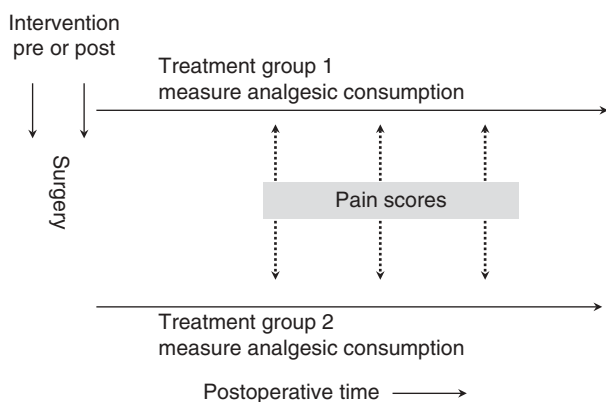 Intervention
pre or post
Treatment group 1
measure analgesic consumption
Surgery
Pain scores
Treatment group 2
measure analgesic consumption
Postoperative time